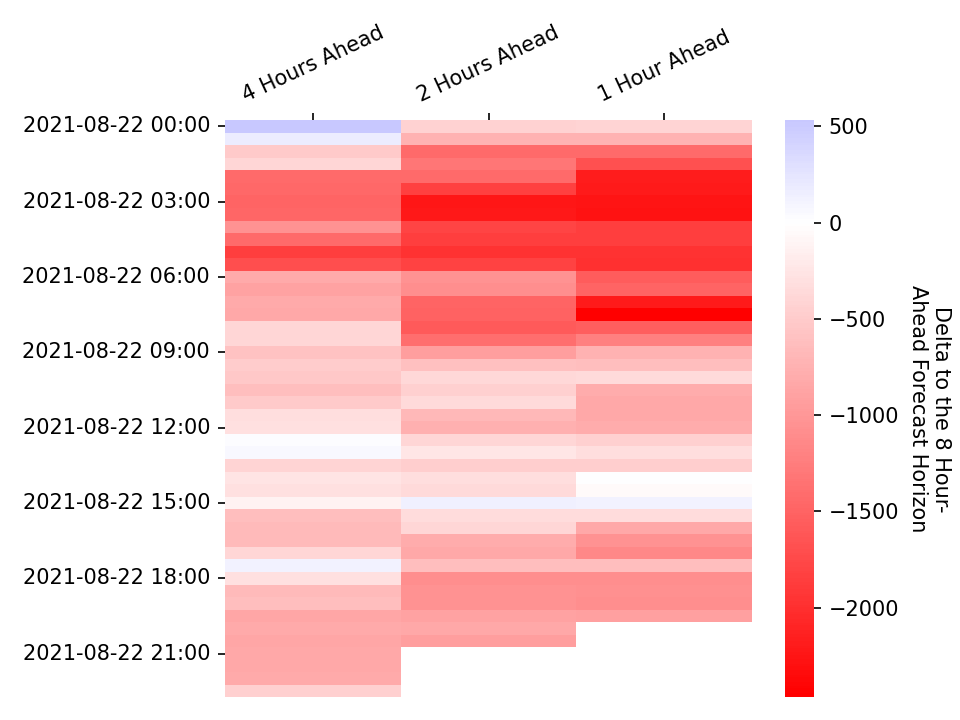 4 Hours Ahead
2 Hours Ahead
1 Hour Ahead
2021-08-22 00:00
2021-08-22 03:00
2021-08-22 06:00
2021-08-22 09:00
2021-08-22 12:00
2021-08-22 15:00
2021-08-22 18:00
2021-08-22 21:00
500
0
−500
−1000
−1500
−2000
Delta to the 8 Hour-
Ahead Forecast Horizon